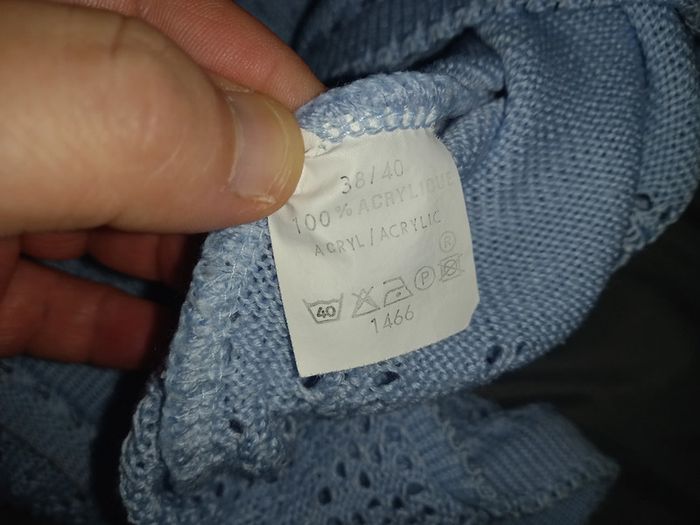 38/40
100% ACRYLIQUE
ACRYL/ACRYLIC
®
40 P
1466